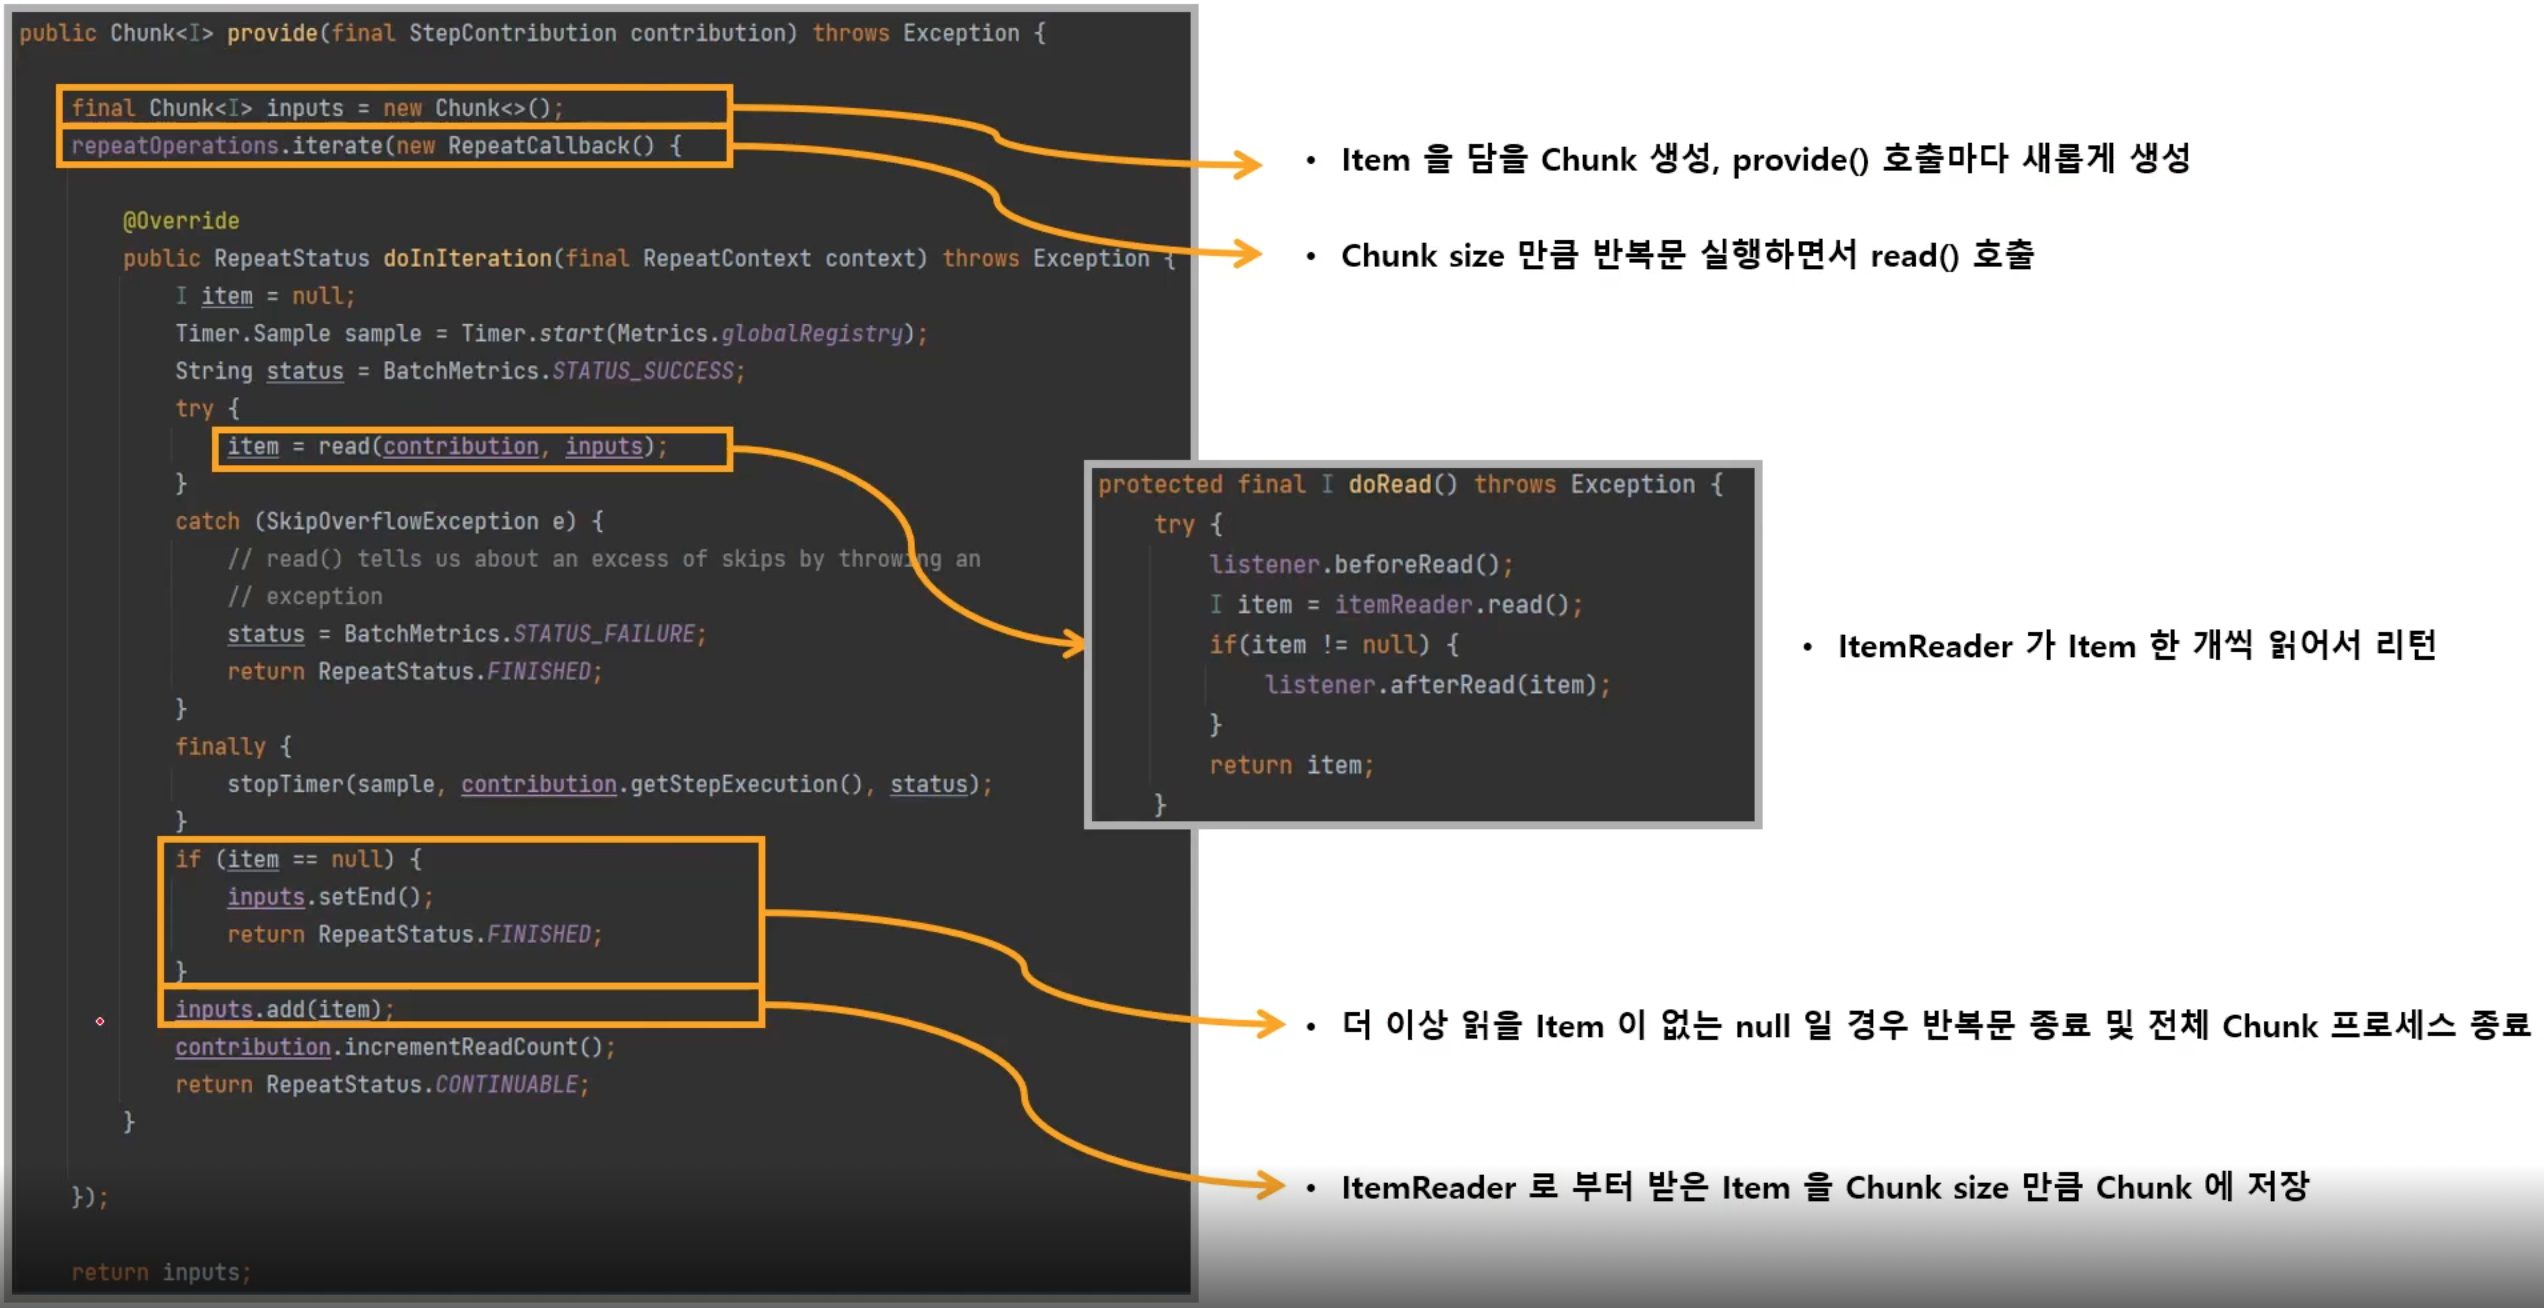 public Chunk<I> provide(final StepContribution contribution) throws Exception {
final Chunk<I> inputs = new Chunk<>();
repeatOperations.iterate(new RepeatCallback() {
@Override
public RepeatStatus doInIteration(final RepeatContext context) throws Exception {
I item = null;
Timer.Sample sample = Timer.start(Metrics.globalRegistry);
String status = BatchMetrics.STATUS_SUCCESS;
try {
item = read(contribution, inputs);
}
catch (SkipOverflowException e) {
// read() tells us about an excess of skips by throwing an
// exception
status = BatchMetrics.STATUS_FAILURE;
return RepeatStatus.FINISHED;
}
finally {
stopTimer(sample, contribution.getStepExecution(), status);
}
if (item == null) {
inputs.setEnd();
return RepeatStatus.FINISHED;
}
inputs.add(item);
contribution.incrementReadCount();
return RepeatStatus.CONTINUABLE;
}
});
return inputs;
• Item 을 담을 Chunk 생성, provide() 호출마다 새롭게 생성
• Chunk size 만큼 반복문 실행하면서 read() 호출
protected final I doRead() throws Exception {
try {
listener.beforeRead();
I item = itemReader.read();
if(item != null) {
listener.afterRead(item);
}
return item;
}
• ItemReader 가 Item 한 개씩 읽어서 리턴
• 더 이상 읽을 Item 이 없는 null 일 경우 반복문 종료 및 전체 Chunk 프로세스 종료
• ItemReader 로 부터 받은 Item 을 Chunk size 만큼 Chunk 에 저장